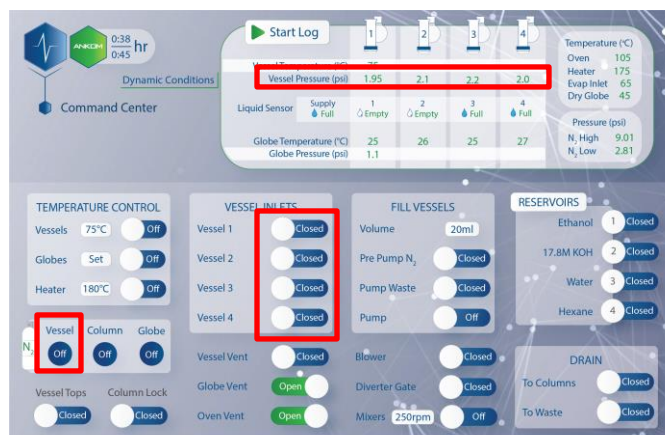 ANKOM
0:38
0:45 hr
Dynamic Conditions
Command Center
Start Log
1 2 3 4
Vessel Temperature (°C) 75
Vessel Pressure (psi) 1.95 2.1 2.2 2.0
Liquid Sensor Supply 1 2 3 4
Full Empty Empty Full Full
Globe Temperature (°C) 25 26 25 27
Globe Pressure (psi) 1.1
Temperature (°C)
Oven 105
Heater 175
Evap Inlet 65
Dry Globe 45
Pressure (psi)
N2 High 9.01
N2 Low 2.81
TEMPERATURE CONTROL
Vessels 75°C Off
Globes Set Off
Heater 180°C Off
N2
Vessel Column Globe
Off Off Off
Vessel Tops Column Lock
Closed Closed
VESSEL INLETS
Vessel 1 Closed
Vessel 2 Closed
Vessel 3 Closed
Vessel 4 Closed
Vessel Vent Closed
Globe Vent Open
Oven Vent Open
FILL VESSELS
Volume 20ml
Pre Pump N2 Closed
Pump Waste Closed
Pump Off
Blower Closed
Diverter Gate Closed
Mixers 250rpm Off
RESERVOIRS
Ethanol 1 Closed
17.8M KOH 2 Closed
Water 3 Closed
Hexane 4 Closed
DRAIN
To Columns Closed
To Waste Closed